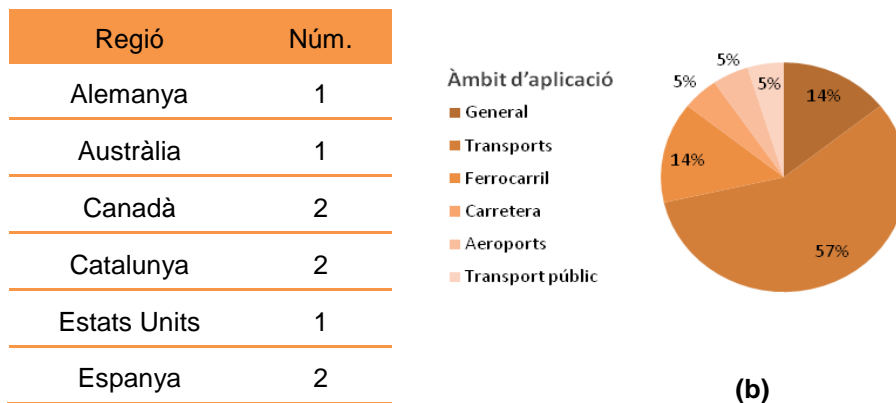 Regió Núm.
Alemanya 1
Austràlia 1
Canadà 2
Catalunya 2
Estats Units 1
Espanya 2
Àmbit d'aplicació
General
Transports
Ferrocarril
Carretera
Aeroports
Transport públic
14%
57%
14%
5%
5%
5%
(b)